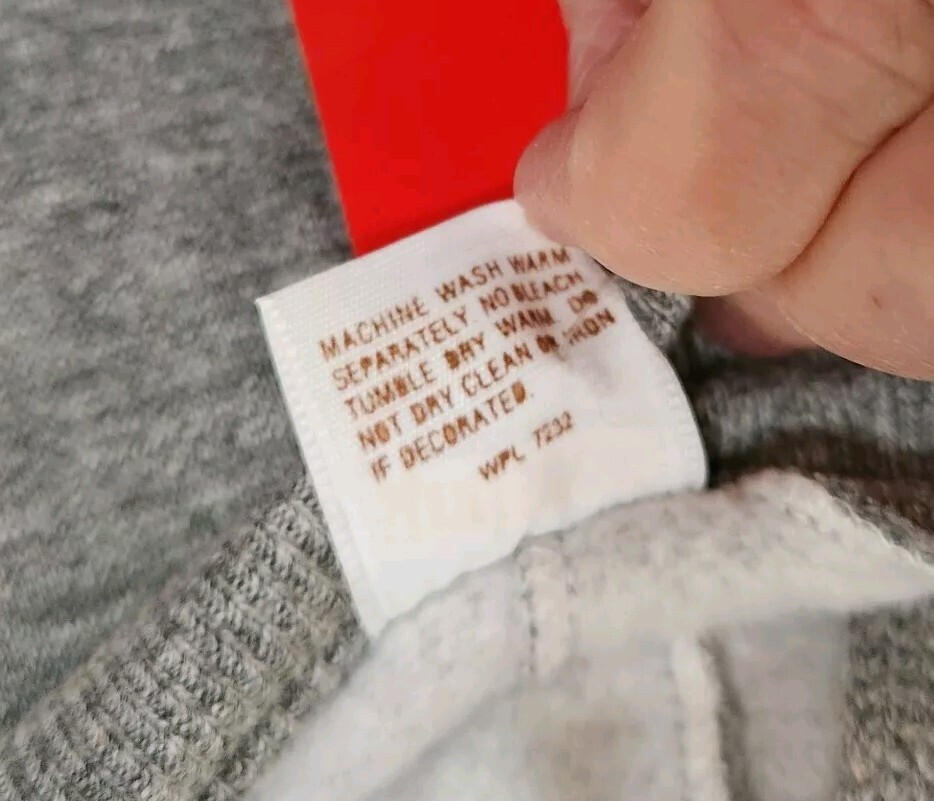 MACHINE WASH WARM
SEPARATELY NO BLEACH
TUMBLE DRY WARM. DO
NOT DRY CLEAN OR IRON
IF DECORATED.
WPL 7232